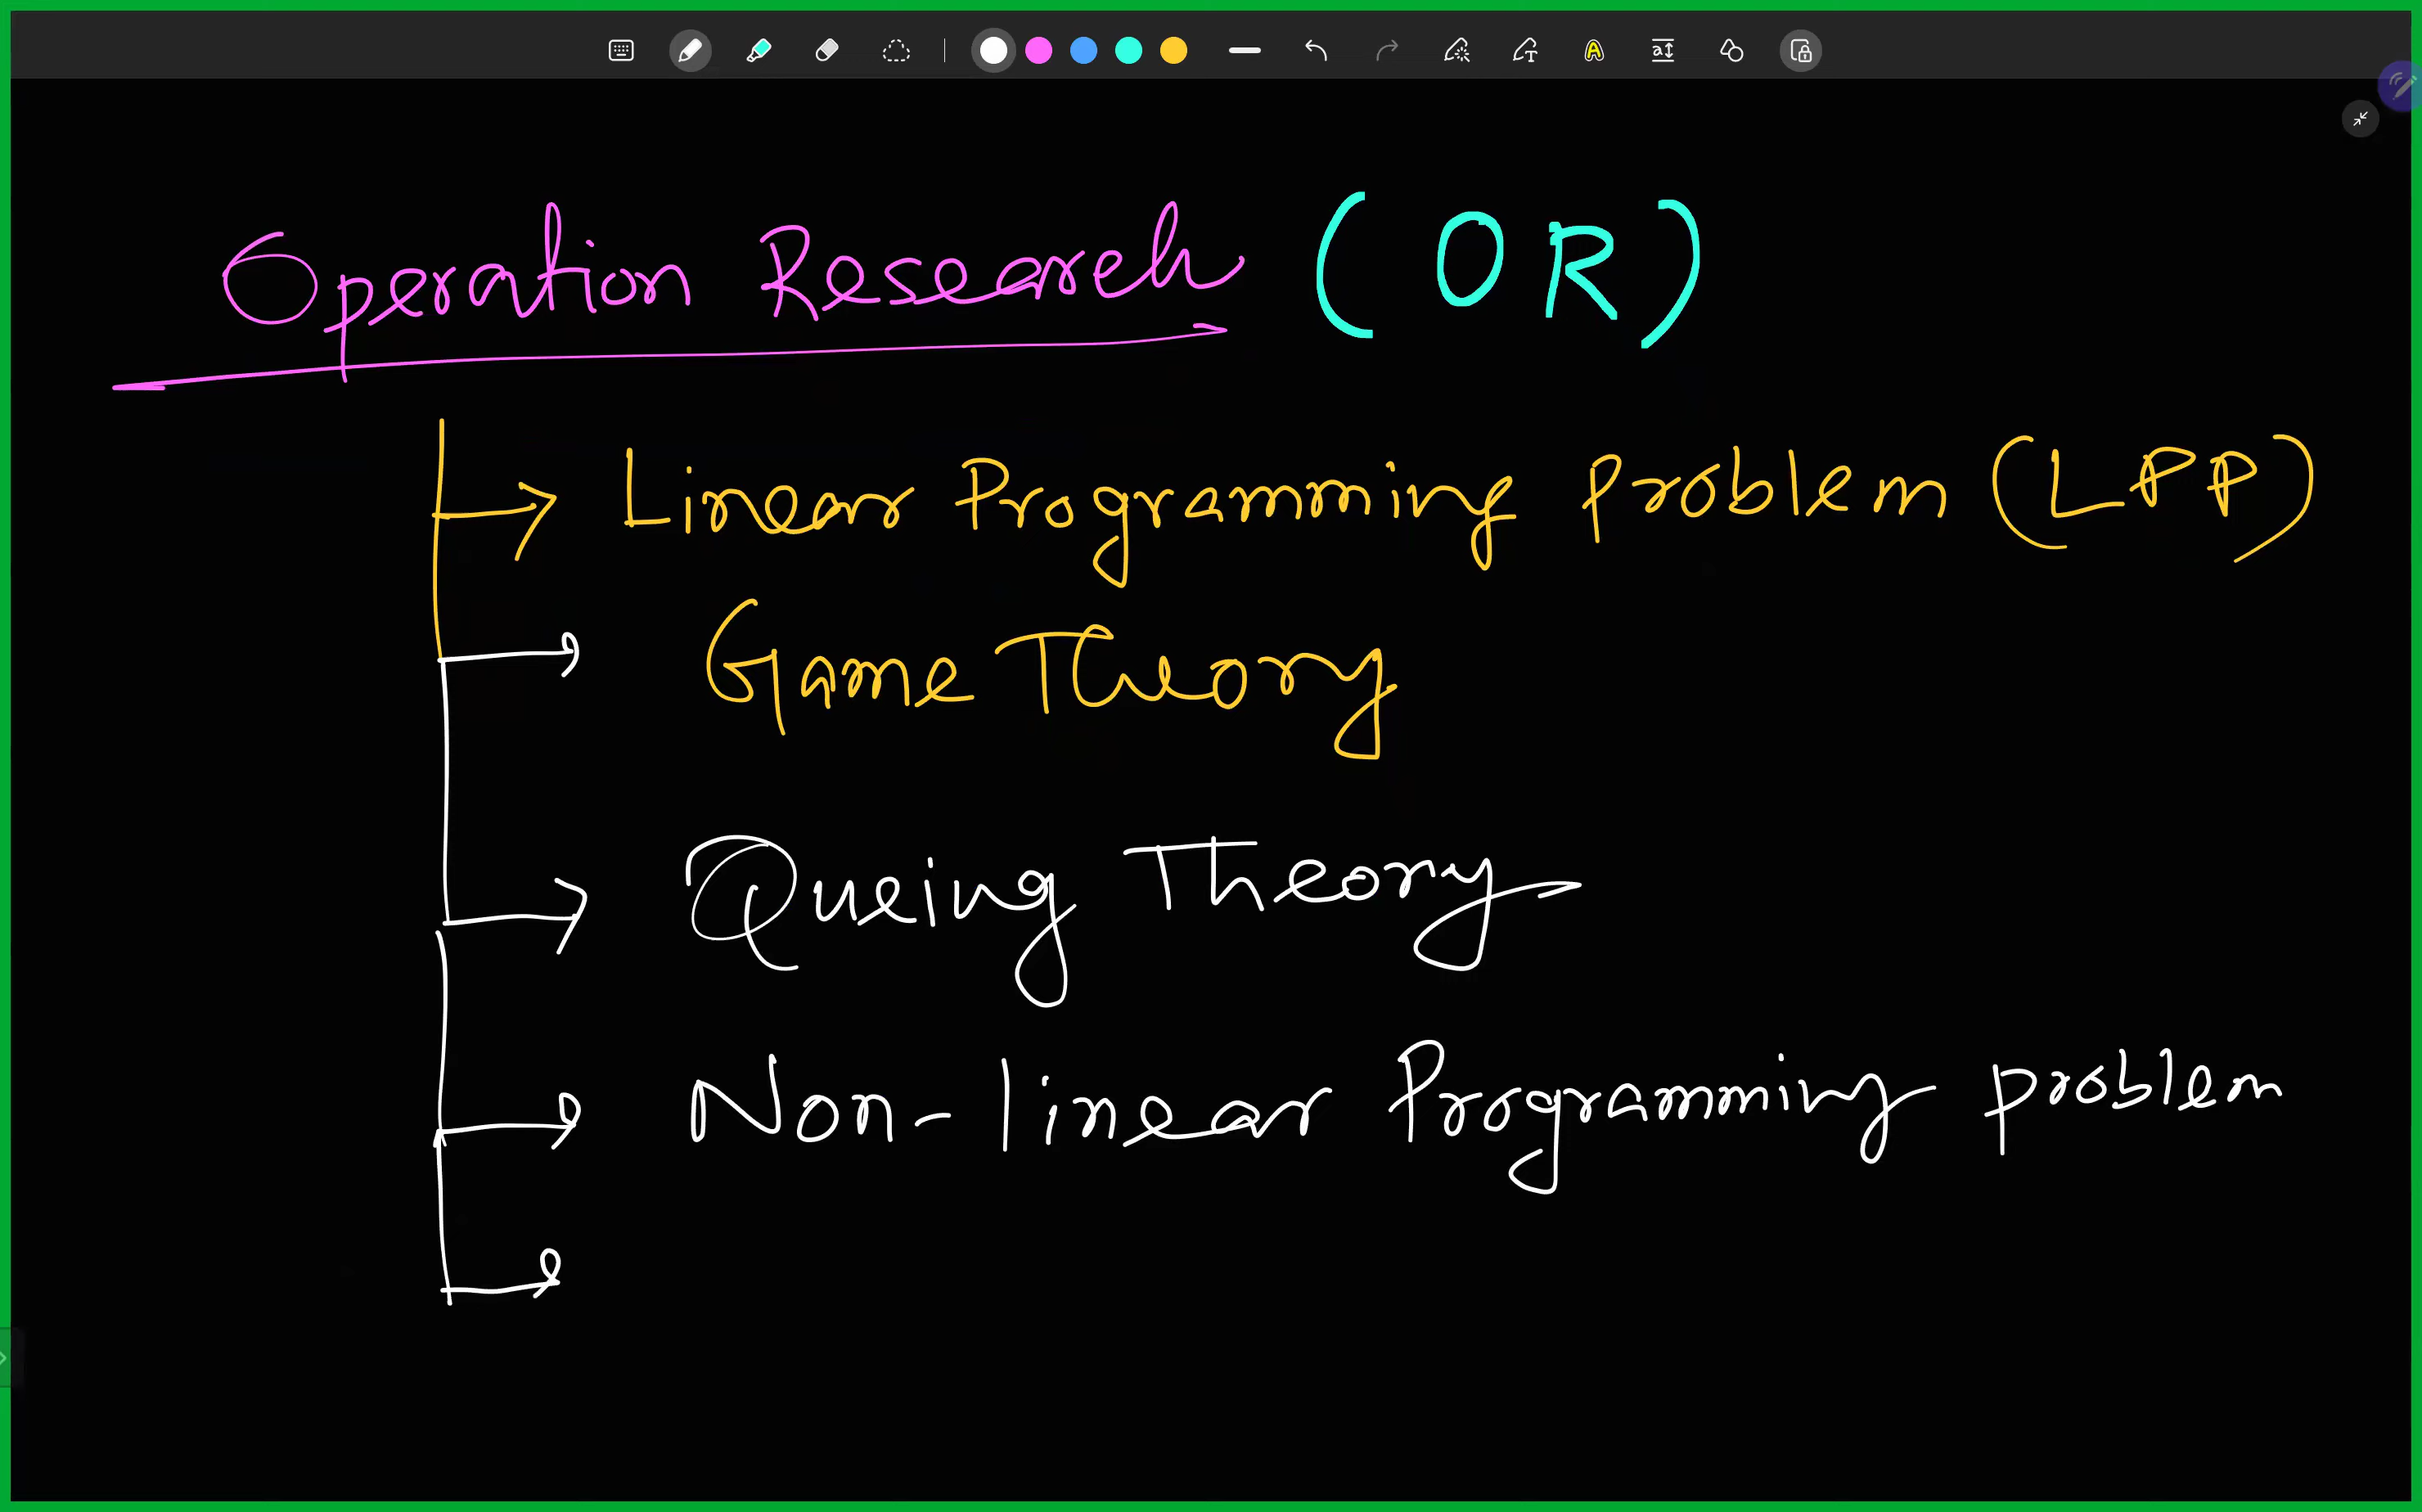 Operation Research (OR)
Linear Programming Problem (LPP)
Game Theory
Queing Theory
Non-linear Programming problem